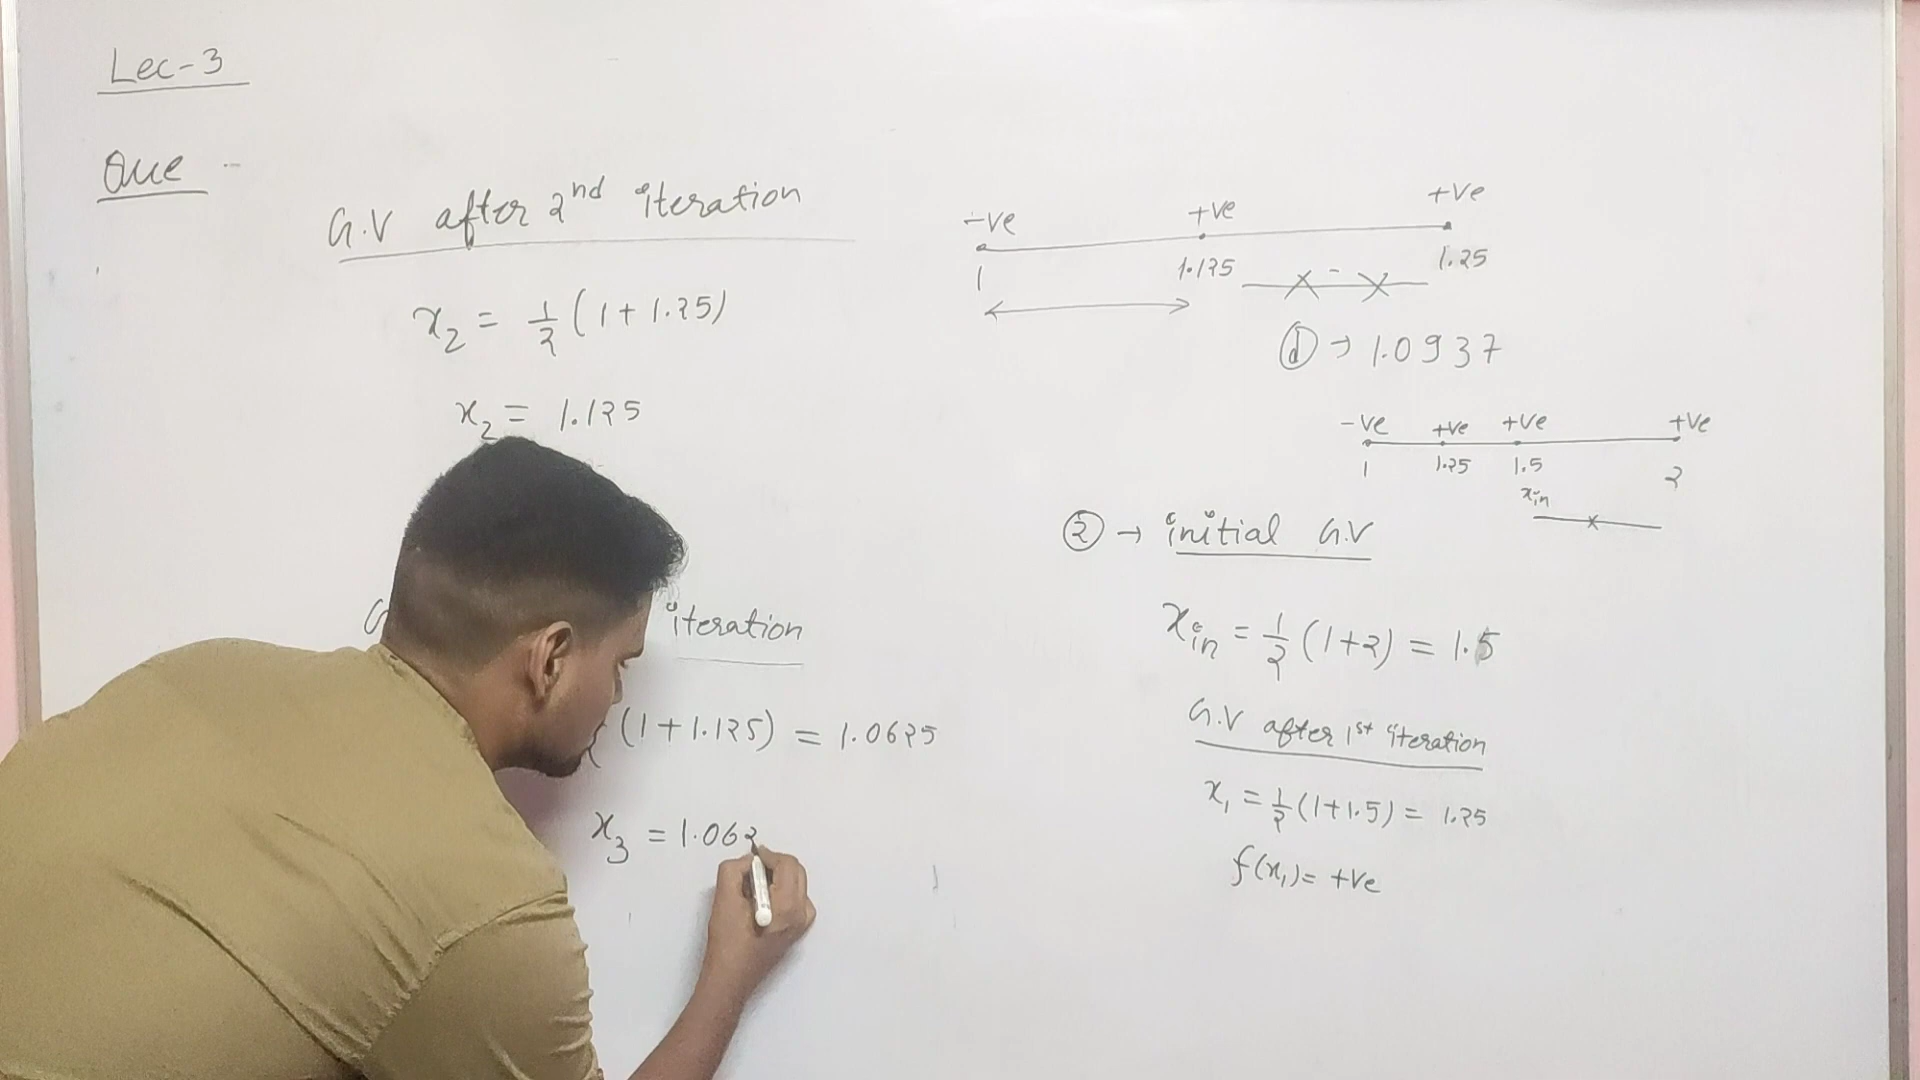 Lec-3
Que
G.V after 2nd iteration
x2 = 1/2 (1 + 1.25)
x2 = 1.125
iteration
(1 + 1.125) = 1.0625
x3 = 1.062
-ve +ve +ve
1 1.125 1.25
d → 1.0937
-ve +ve +ve +ve
1 1.25 1.5 2
xin
② → initial G.V
xin = 1/2 (1+2) = 1.5
G.V after 1st iteration
x1 = 1/2 (1+1.5) = 1.25
f(x1) = +ve